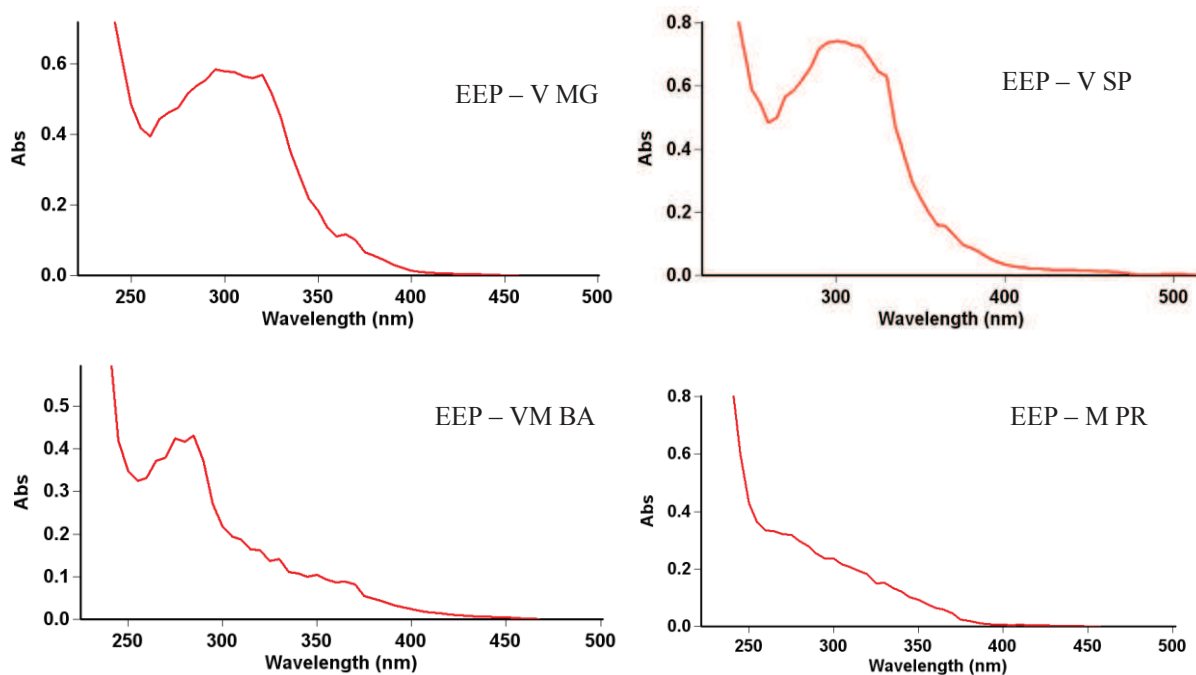 EEP – V MG
Abs
0.6
0.4
0.2
0.0
250 300 350 400 450 500
Wavelength (nm)
EEP – V SP
Abs
0.8
0.6
0.4
0.2
0.0
300 400 500
Wavelength (nm)
EEP – VM BA
Abs
0.5
0.4
0.3
0.2
0.1
0.0
250 300 350 400 450 500
Wavelength (nm)
EEP – M PR
Abs
0.8
0.6
0.4
0.2
0.0
250 300 350 400 450 500
Wavelength (nm)